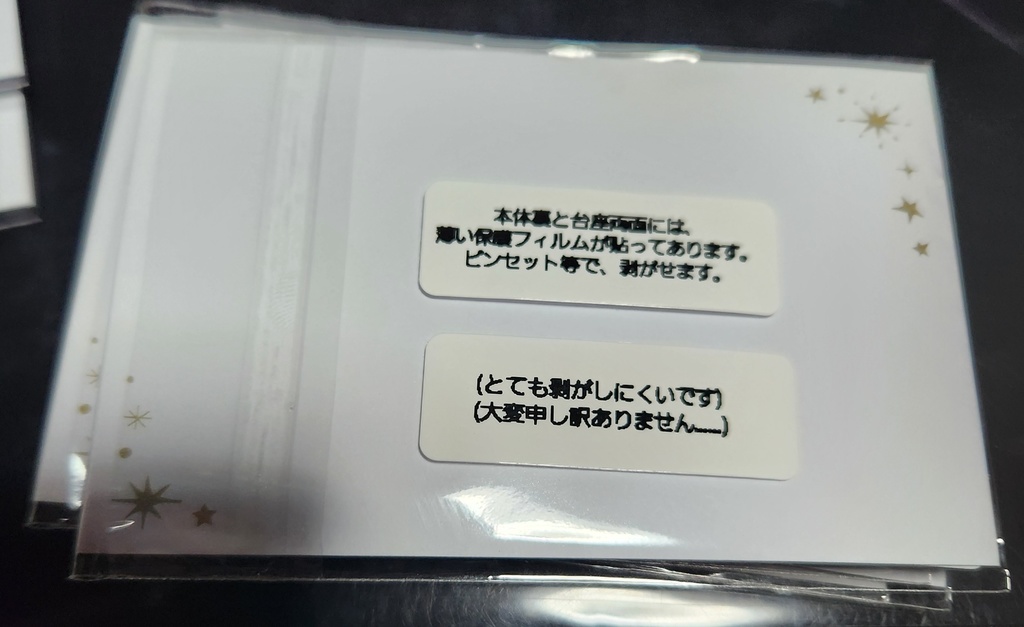 本体裏と台座両面には、
薄い保護フィルムが貼ってあります。
ピンセット等で、剥がせます。
(とても剥がしにくいです)
(大変申し訳ありません……)